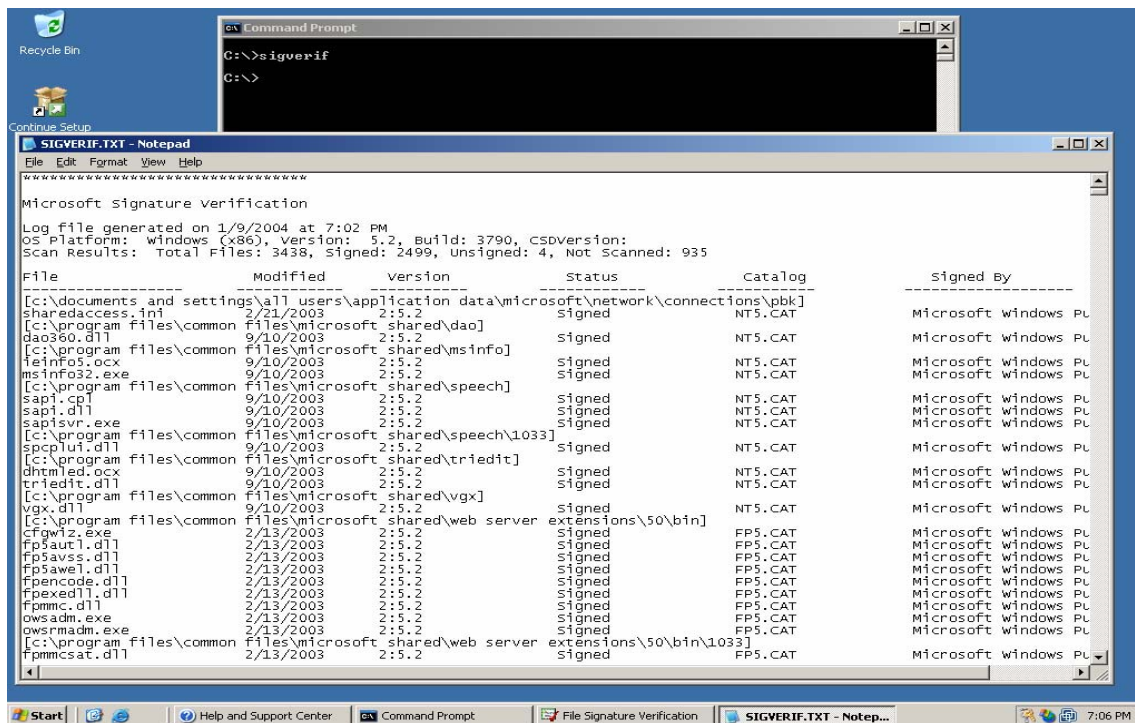 Recycle Bin
Continue Setup
Command Prompt
C:\>sigverif
C:\>
SIGVERIF.TXT - Notepad
File Edit Format View Help
********************************
Microsoft Signature Verification
Log file generated on 1/9/2004 at 7:02 PM
OS Platform: Windows (x86), Version: 5.2, Build: 3790, CSDVersion:
Scan Results: Total Files: 3438, Signed: 2499, Unsigned: 4, Not Scanned: 935
File Modified Version Status Catalog Signed By
------------------ ------------ ----------- ------------ ----------- -------------------
[c:\documents and settings\all users\application data\microsoft\network\connections\pbk]
sharedaccess.ini 2/21/2003 2:5.2 Signed NT5.CAT Microsoft Windows Pu
[c:\program files\common files\microsoft shared\dao]
dao360.dll 9/10/2003 2:5.2 Signed NT5.CAT Microsoft Windows Pu
[c:\program files\common files\microsoft shared\msinfo]
ieinfo5.ocx 9/10/2003 2:5.2 Signed NT5.CAT Microsoft Windows Pu
msinfo32.exe 9/10/2003 2:5.2 Signed NT5.CAT Microsoft Windows Pu
[c:\program files\common files\microsoft shared\speech]
sapi.cpl 9/10/2003 2:5.2 Signed NT5.CAT Microsoft Windows Pu
sapi.dll 9/10/2003 2:5.2 Signed NT5.CAT Microsoft Windows Pu
sapisvr.exe 9/10/2003 2:5.2 Signed NT5.CAT Microsoft Windows Pu
[c:\program files\common files\microsoft shared\speech\1033]
spcplui.dll 9/10/2003 2:5.2 Signed NT5.CAT Microsoft Windows Pu
[c:\program files\common files\microsoft shared\triedit]
dhtmled.ocx 9/10/2003 2:5.2 Signed NT5.CAT Microsoft Windows Pu
triedit.dll 9/10/2003 2:5.2 Signed NT5.CAT Microsoft Windows Pu
[c:\program files\common files\microsoft shared\vgx]
vgx.dll 9/10/2003 2:5.2 Signed NT5.CAT Microsoft Windows Pu
[c:\program files\common files\microsoft shared\web server extensions\50\bin]
cfgwiz.exe 2/13/2003 2:5.2 Signed FP5.CAT Microsoft Windows Pu
fp5autl.dll 2/13/2003 2:5.2 Signed FP5.CAT Microsoft Windows Pu
fp5avss.dll 2/13/2003 2:5.2 Signed FP5.CAT Microsoft Windows Pu
fp5awel.dll 2/13/2003 2:5.2 Signed FP5.CAT Microsoft Windows Pu
fpencode.dll 2/13/2003 2:5.2 Signed FP5.CAT Microsoft Windows Pu
fpexedll.dll 2/13/2003 2:5.2 Signed FP5.CAT Microsoft Windows Pu
fpmmc.dll 2/13/2003 2:5.2 Signed FP5.CAT Microsoft Windows Pu
owsadm.exe 2/13/2003 2:5.2 Signed FP5.CAT Microsoft Windows Pu
owsrmadm.exe 2/13/2003 2:5.2 Signed FP5.CAT Microsoft Windows Pu
[c:\program files\common files\microsoft shared\web server extensions\50\bin\1033]
fpmmcsat.dll 2/13/2003 2:5.2 Signed FP5.CAT Microsoft Windows Pu
Start Help and Support Center Command Prompt File Signature Verification SIGVERIF.TXT - Notep... 7:06 PM